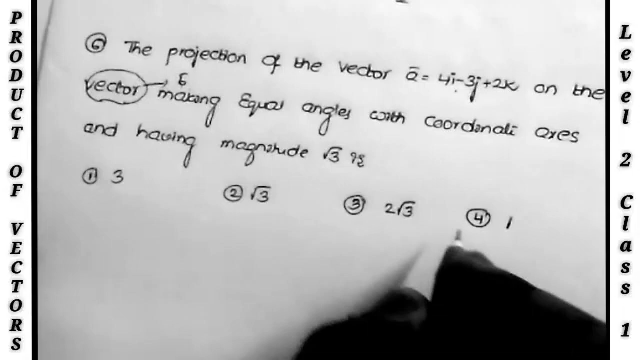 PRODUCT OF VECTORS
⑥ The projection of the vector ā = 4i-3j+2k on the
vector b making Equal angles with coordinate axes
and having magnitude √3 is
① 3 ② √3 ③ 2√3 ④ 1
Level 2 Class 1